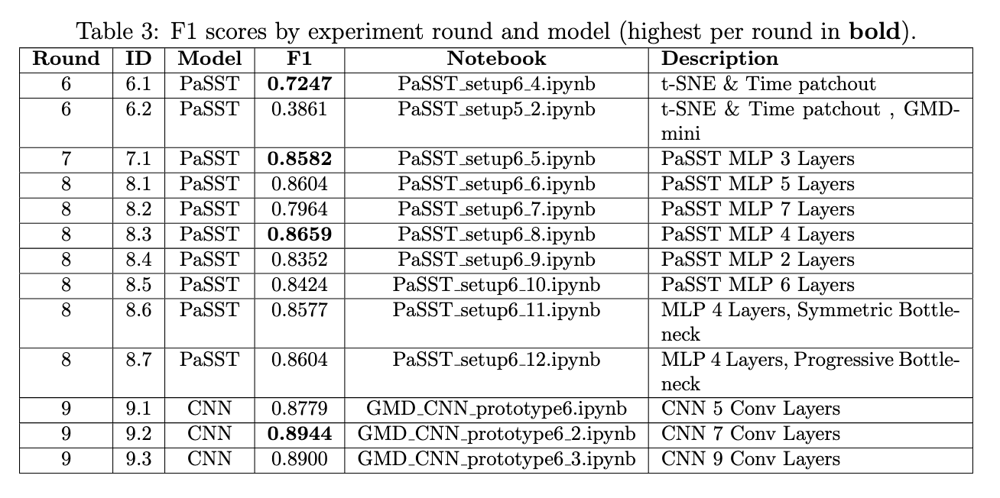 Table 3: F1 scores by experiment round and model (highest per round in bold).
Round ID Model F1 Notebook Description
6 6.1 PaSST 0.7247 PaSST_setup6_4.ipynb t-SNE & Time patchout
6 6.2 PaSST 0.3861 PaSST_setup5_2.ipynb t-SNE & Time patchout , GMD-
mini
7 7.1 PaSST 0.8582 PaSST_setup6_5.ipynb PaSST MLP 3 Layers
8 8.1 PaSST 0.8604 PaSST_setup6_6.ipynb PaSST MLP 5 Layers
8 8.2 PaSST 0.7964 PaSST_setup6_7.ipynb PaSST MLP 7 Layers
8 8.3 PaSST 0.8659 PaSST_setup6_8.ipynb PaSST MLP 4 Layers
8 8.4 PaSST 0.8352 PaSST_setup6_9.ipynb PaSST MLP 2 Layers
8 8.5 PaSST 0.8424 PaSST_setup6_10.ipynb PaSST MLP 6 Layers
8 8.6 PaSST 0.8577 PaSST_setup6_11.ipynb MLP 4 Layers, Symmetric Bottle-
neck
8 8.7 PaSST 0.8604 PaSST_setup6_12.ipynb MLP 4 Layers, Progressive Bottle-
neck
9 9.1 CNN 0.8779 GMD_CNN_prototype6.ipynb CNN 5 Conv Layers
9 9.2 CNN 0.8944 GMD_CNN_prototype6_2.ipynb CNN 7 Conv Layers
9 9.3 CNN 0.8900 GMD_CNN_prototype6_3.ipynb CNN 9 Conv Layers